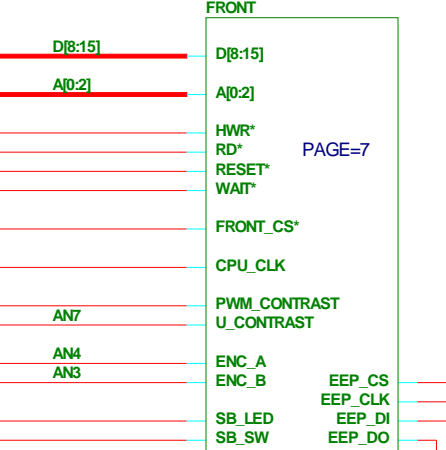 FRONT
D[8:15] D[8:15]
A[0:2] A[0:2]
HWR*
RD* PAGE=7
RESET*
WAIT*
FRONT_CS*
CPU_CLK
PWM_CONTRAST
AN7 U_CONTRAST
AN4 ENC_A
AN3 ENC_B EEP_CS
EEP_CLK
SB_LED EEP_DI
SB_SW EEP_DO